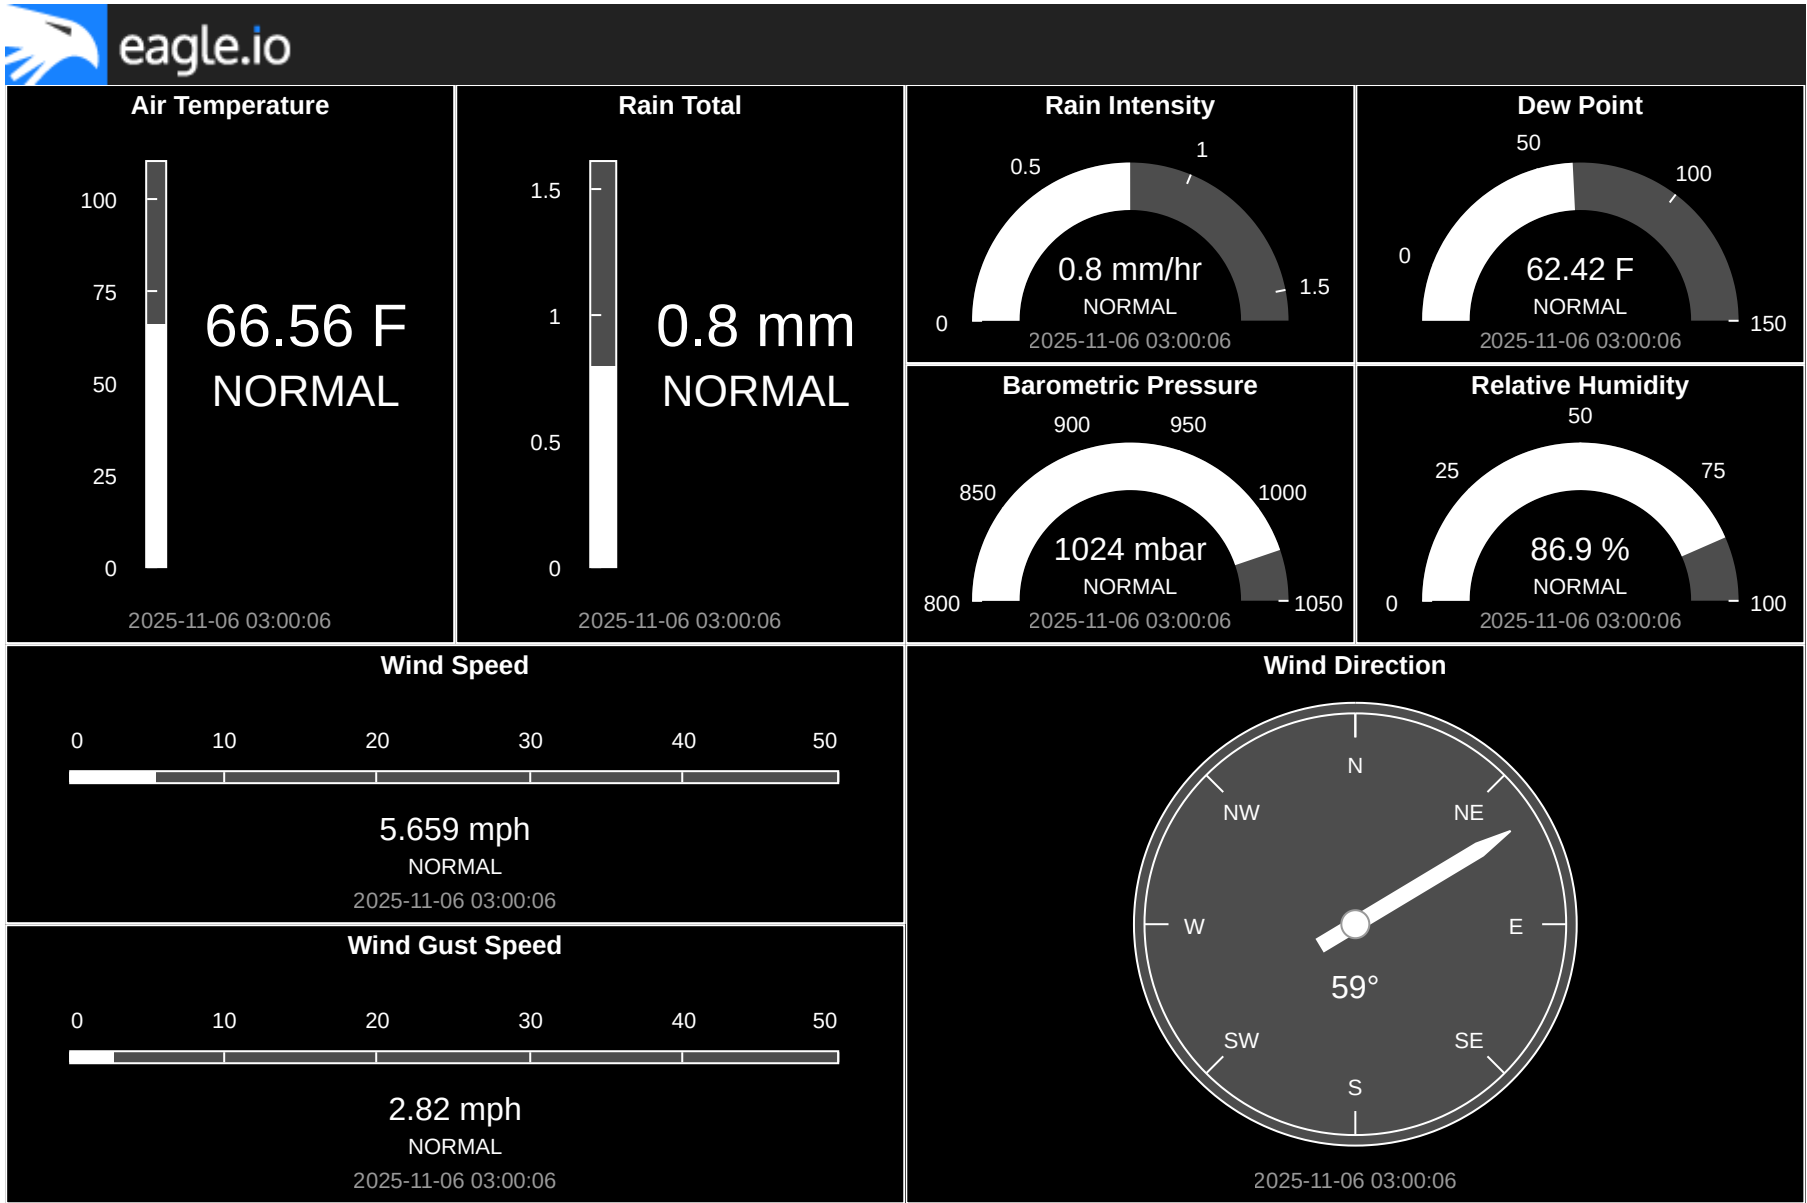 eagle.io
Air Temperature
100
75
50
25
0
66.56 F
NORMAL
2025-11-06 03:00:06
Rain Total
1.5
1
0.5
0
0.8 mm
NORMAL
2025-11-06 03:00:06
Rain Intensity
0
0.5
1
1.5
0.8 mm/hr
NORMAL
2025-11-06 03:00:06
Dew Point
0
50
100
150
62.42 F
NORMAL
2025-11-06 03:00:06
Barometric Pressure
800
850
900
950
1000
1050
1024 mbar
NORMAL
2025-11-06 03:00:06
Relative Humidity
0
25
50
75
100
86.9 %
NORMAL
2025-11-06 03:00:06
Wind Speed
0 10 20 30 40 50
5.659 mph
NORMAL
2025-11-06 03:00:06
Wind Gust Speed
0 10 20 30 40 50
2.82 mph
NORMAL
2025-11-06 03:00:06
Wind Direction
N
NW NE
W E
59°
SW SE
S
2025-11-06 03:00:06